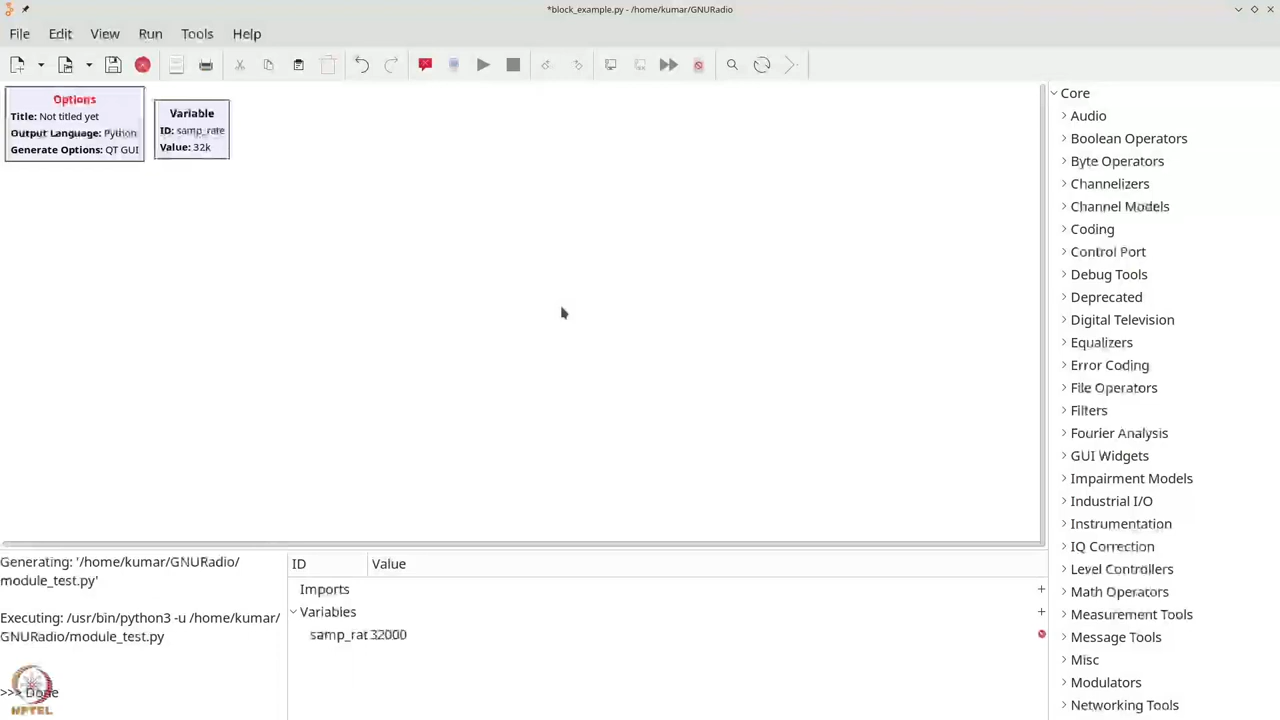 *block_example.py - /home/kumar/GNURadio
File Edit View Run Tools Help
Options
Title: Not titled yet
Output Language: Python
Generate Options: QT GUI
Variable
ID: samp_rate
Value: 32k
Core
Audio
Boolean Operators
Byte Operators
Channelizers
Channel Models
Coding
Control Port
Debug Tools
Deprecated
Digital Television
Equalizers
Error Coding
File Operators
Filters
Fourier Analysis
GUI Widgets
Impairment Models
Industrial I/O
Instrumentation
IQ Correction
Level Controllers
Math Operators
Measurement Tools
Message Tools
Misc
Modulators
Networking Tools
Generating: '/home/kumar/GNURadio/
module_test.py'
Executing: /usr/bin/python3 -u /home/kumar/
GNURadio/module_test.py
>>> Done
NPTEL
ID Value
Imports
Variables
samp_rat 32000